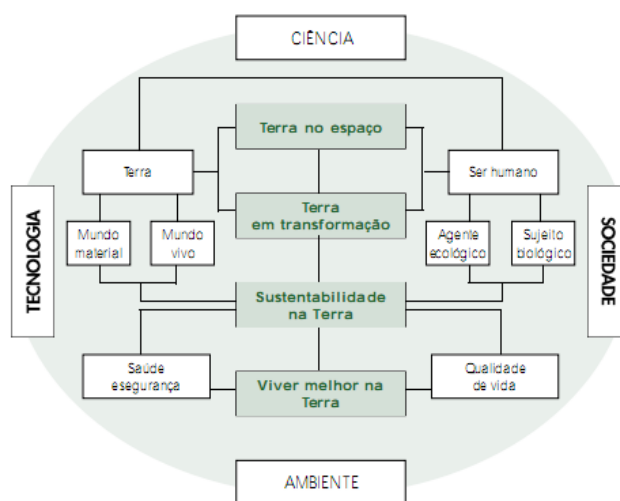 CIÊNCIA
Terra no espaço
Terra
Ser humano
Terra
em transformação
Mundo
material
Mundo
vivo
Agente
ecológico
Sujeito
biológico
TECNOLOGIA
SOCIEDADE
Sustentabilidade
na Terra
Saúde
esegurança
Qualidade
de vida
Viver melhor na
Terra
AMBIENTE